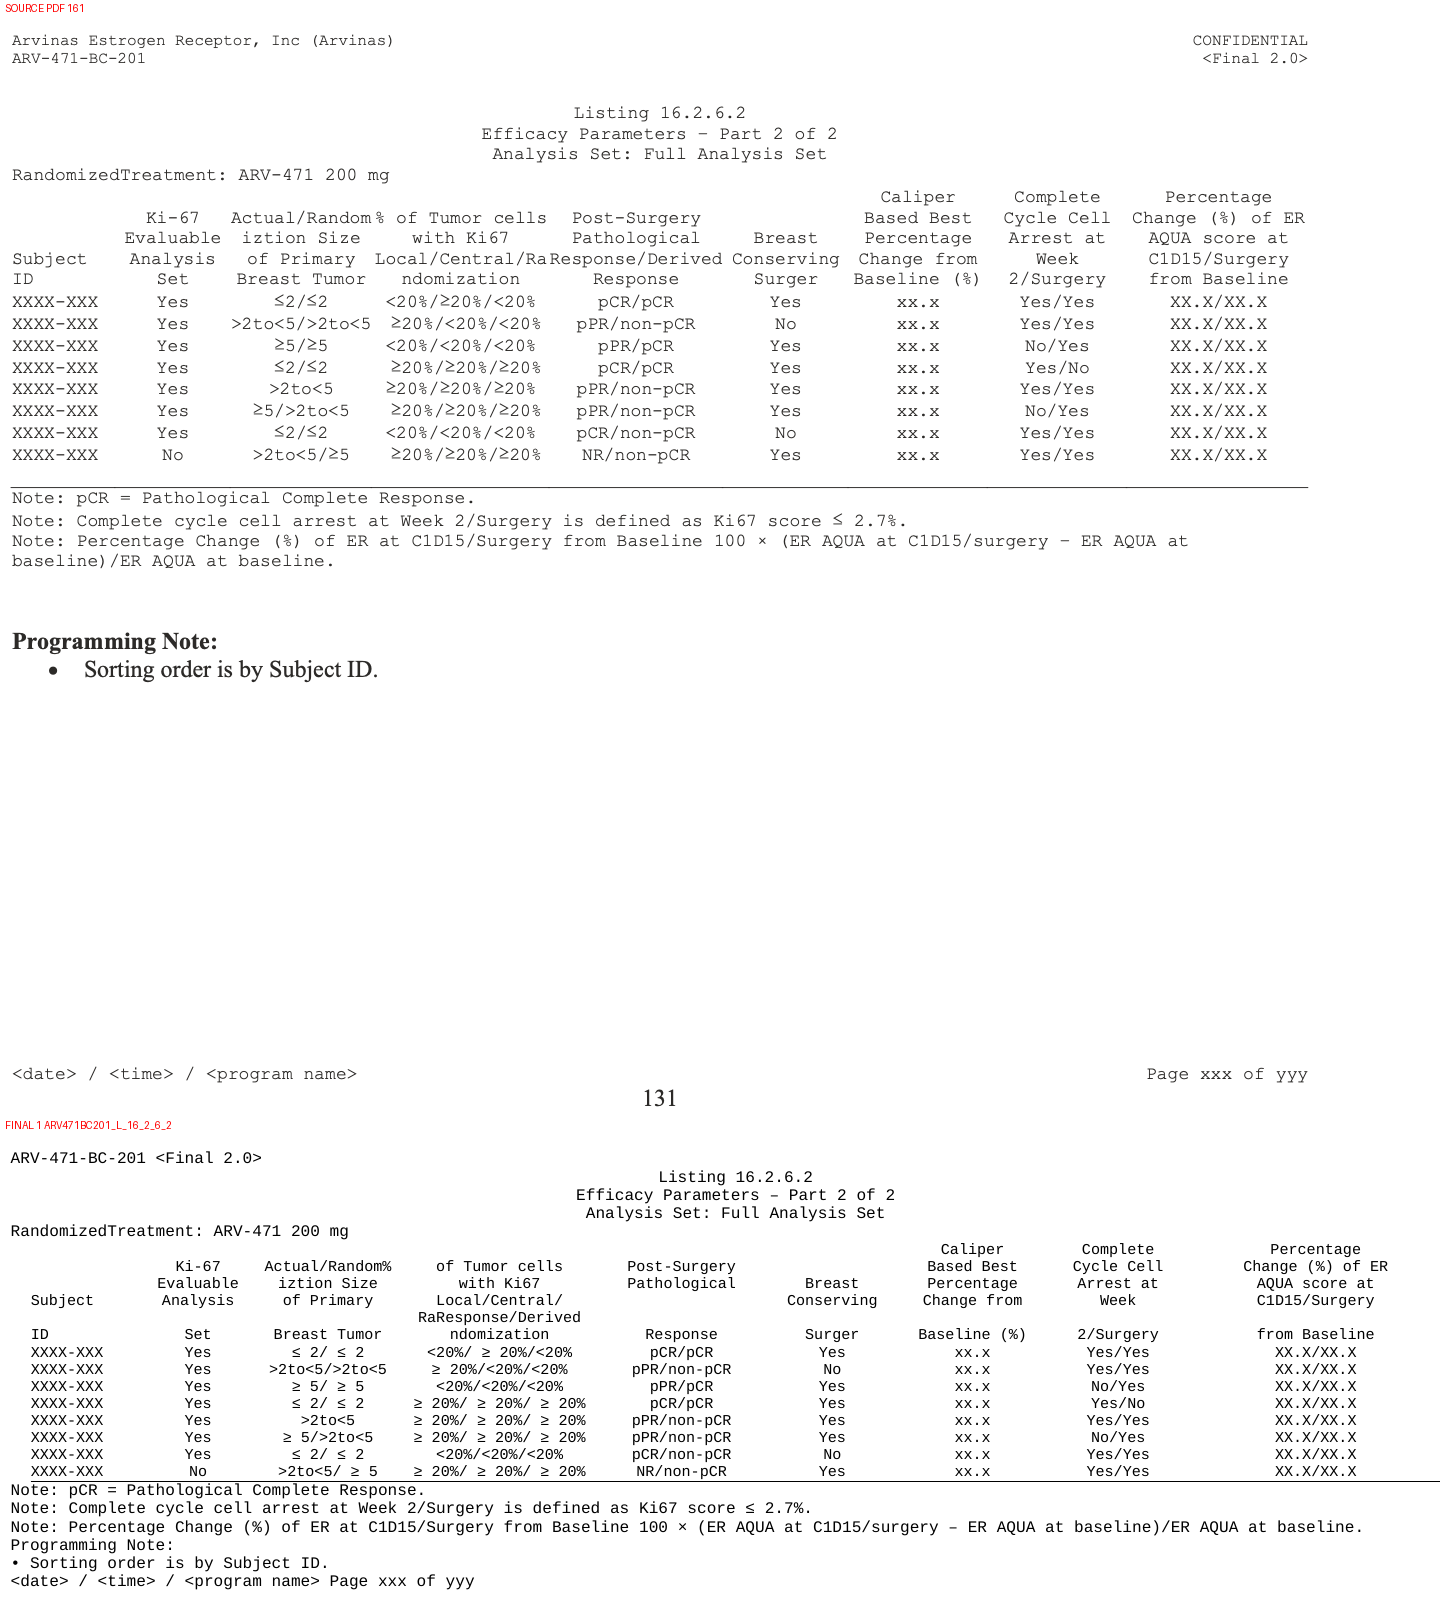 SOURCE PDF 161
Arvinas Estrogen Receptor, Inc (Arvinas) CONFIDENTIAL
ARV-471-BC-201 <Final 2.0>
Listing 16.2.6.2
Efficacy Parameters – Part 2 of 2
Analysis Set: Full Analysis Set
RandomizedTreatment: ARV-471 200 mg
Caliper Complete Percentage
Ki-67 Actual/Random % of Tumor cells Post-Surgery Based Best Cycle Cell Change (%) of ER
Evaluable iztion Size with Ki67 Pathological Breast Percentage Arrest at AQUA score at
Subject Analysis of Primary Local/Central/Ra Response/Derived Conserving Change from Week C1D15/Surgery
ID Set Breast Tumor ndomization Response Surger Baseline (%) 2/Surgery from Baseline
XXXX-XXX Yes ≤2/≤2 <20%/≥20%/<20% pCR/pCR Yes xx.x Yes/Yes XX.X/XX.X
XXXX-XXX Yes >2to<5/>2to<5 ≥20%/<20%/<20% pPR/non-pCR No xx.x Yes/Yes XX.X/XX.X
XXXX-XXX Yes ≥5/≥5 <20%/<20%/<20% pPR/pCR Yes xx.x No/Yes XX.X/XX.X
XXXX-XXX Yes ≤2/≤2 ≥20%/≥20%/≥20% pCR/pCR Yes xx.x Yes/No XX.X/XX.X
XXXX-XXX Yes >2to<5 ≥20%/≥20%/≥20% pPR/non-pCR Yes xx.x Yes/Yes XX.X/XX.X
XXXX-XXX Yes ≥5/>2to<5 ≥20%/≥20%/≥20% pPR/non-pCR Yes xx.x No/Yes XX.X/XX.X
XXXX-XXX Yes ≤2/≤2 <20%/<20%/<20% pCR/non-pCR No xx.x Yes/Yes XX.X/XX.X
XXXX-XXX No >2to<5/≥5 ≥20%/≥20%/≥20% NR/non-pCR Yes xx.x Yes/Yes XX.X/XX.X
Note: pCR = Pathological Complete Response.
Note: Complete cycle cell arrest at Week 2/Surgery is defined as Ki67 score ≤ 2.7%.
Note: Percentage Change (%) of ER at C1D15/Surgery from Baseline 100 × (ER AQUA at C1D15/surgery – ER AQUA at
baseline)/ER AQUA at baseline.
Programming Note:
• Sorting order is by Subject ID.
<date> / <time> / <program name> Page xxx of yyy
131
FINAL 1 ARV471BC201_L_16_2_6_2
ARV-471-BC-201 <Final 2.0>
Listing 16.2.6.2
Efficacy Parameters – Part 2 of 2
Analysis Set: Full Analysis Set
RandomizedTreatment: ARV-471 200 mg
Caliper Complete Percentage
Ki-67 Actual/Random% of Tumor cells Post-Surgery Based Best Cycle Cell Change (%) of ER
Evaluable iztion Size with Ki67 Pathological Breast Percentage Arrest at AQUA score at
Subject Analysis of Primary Local/Central/ Conserving Change from Week C1D15/Surgery
RaResponse/Derived
ID Set Breast Tumor ndomization Response Surger Baseline (%) 2/Surgery from Baseline
XXXX-XXX Yes ≤ 2/ ≤ 2 <20%/ ≥ 20%/<20% pCR/pCR Yes xx.x Yes/Yes XX.X/XX.X
XXXX-XXX Yes >2to<5/>2to<5 ≥ 20%/<20%/<20% pPR/non-pCR No xx.x Yes/Yes XX.X/XX.X
XXXX-XXX Yes ≥ 5/ ≥ 5 <20%/<20%/<20% pPR/pCR Yes xx.x No/Yes XX.X/XX.X
XXXX-XXX Yes ≤ 2/ ≤ 2 ≥ 20%/ ≥ 20%/ ≥ 20% pCR/pCR Yes xx.x Yes/No XX.X/XX.X
XXXX-XXX Yes >2to<5 ≥ 20%/ ≥ 20%/ ≥ 20% pPR/non-pCR Yes xx.x Yes/Yes XX.X/XX.X
XXXX-XXX Yes ≥ 5/>2to<5 ≥ 20%/ ≥ 20%/ ≥ 20% pPR/non-pCR Yes xx.x No/Yes XX.X/XX.X
XXXX-XXX Yes ≤ 2/ ≤ 2 <20%/<20%/<20% pCR/non-pCR No xx.x Yes/Yes XX.X/XX.X
XXXX-XXX No >2to<5/ ≥ 5 ≥ 20%/ ≥ 20%/ ≥ 20% NR/non-pCR Yes xx.x Yes/Yes XX.X/XX.X
Note: pCR = Pathological Complete Response.
Note: Complete cycle cell arrest at Week 2/Surgery is defined as Ki67 score ≤ 2.7%.
Note: Percentage Change (%) of ER at C1D15/Surgery from Baseline 100 × (ER AQUA at C1D15/surgery – ER AQUA at baseline)/ER AQUA at baseline.
Programming Note:
• Sorting order is by Subject ID.
<date> / <time> / <program name> Page xxx of yyy